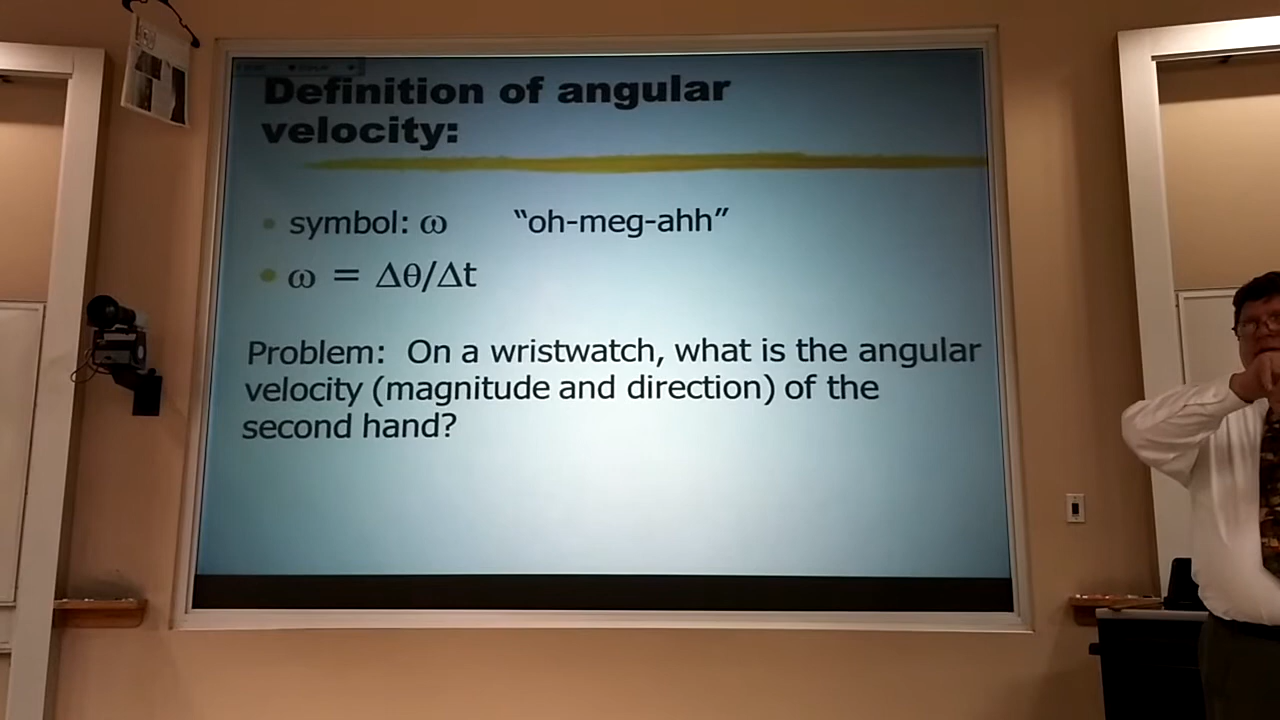 Definition of angular
velocity:
symbol: ω “oh-meg-ahh”
ω = Δθ/Δt
Problem: On a wristwatch, what is the angular
velocity (magnitude and direction) of the
second hand?